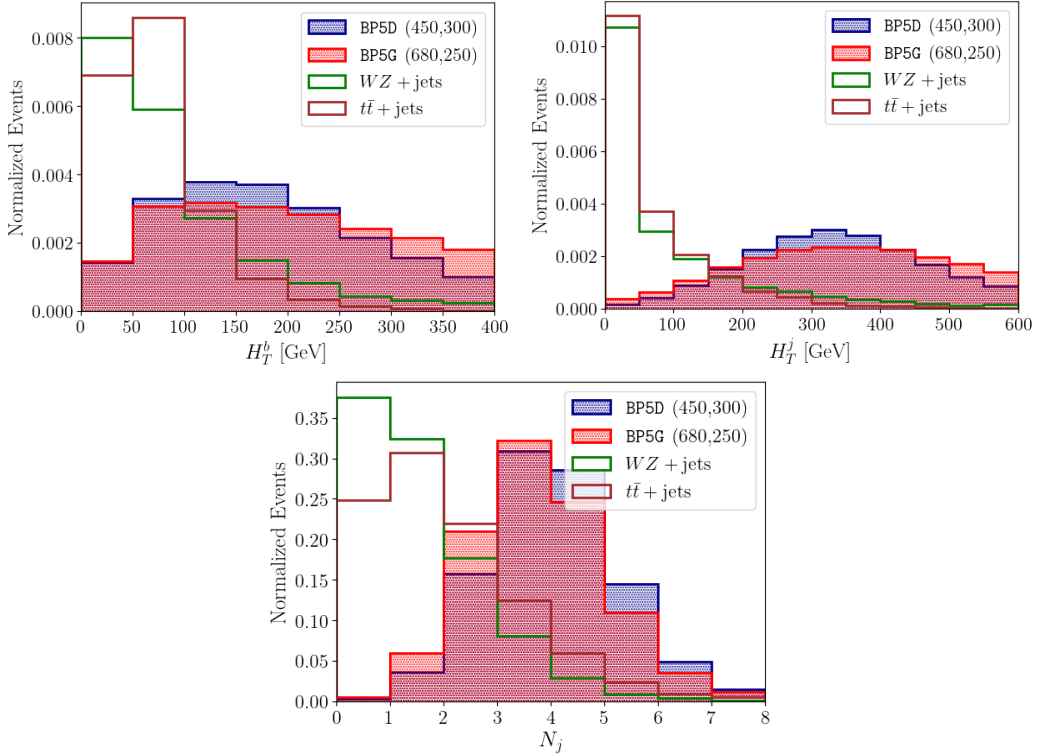 Normalized Events
0.008
0.006
0.004
0.002
0.000
0 50 100 150 200 250 300 350 400
H_T^b [GeV]
BP5D (450,300)
BP5G (680,250)
WZ + jets
tt̄ + jets
Normalized Events
0.010
0.008
0.006
0.004
0.002
0.000
0 100 200 300 400 500 600
H_T^j [GeV]
BP5D (450,300)
BP5G (680,250)
WZ + jets
tt̄ + jets
Normalized Events
0.35
0.30
0.25
0.20
0.15
0.10
0.05
0.00
0 1 2 3 4 5 6 7 8
N_j
BP5D (450,300)
BP5G (680,250)
WZ + jets
tt̄ + jets